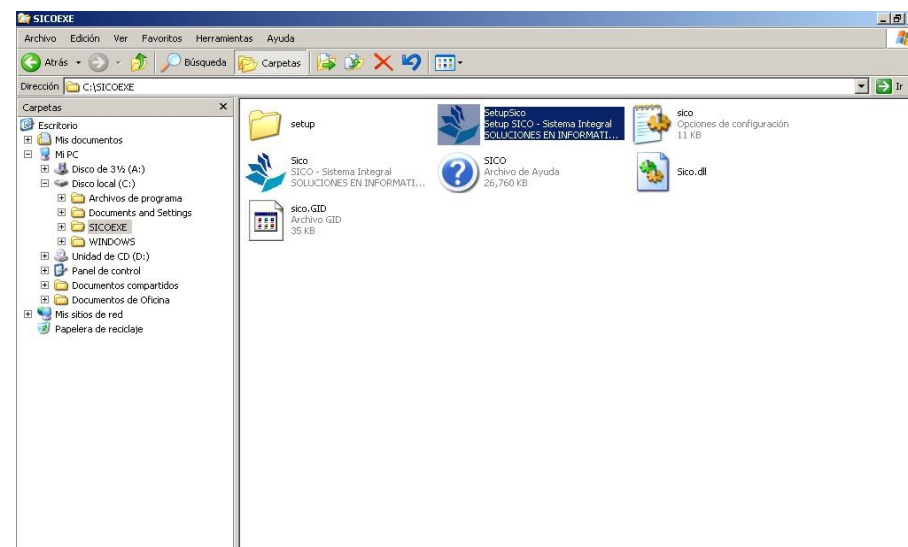 SICOEXE
Archivo Edición Ver Favoritos Herramientas Ayuda
Atrás Búsqueda Carpetas
Dirección C:\SICOEXE Ir
Carpetas
Escritorio
Mis documentos
Mi PC
Disco de 3½ (A:)
Disco local (C:)
Archivos de programa
Documents and Settings
SICOEXE
WINDOWS
Unidad de CD (D:)
Panel de control
Documentos compartidos
Documentos de Oficina
Mis sitios de red
Papelera de reciclaje
setup
SetupSico
Setup SICO - Sistema Integral
SOLUCIONES EN INFORMATI...
sico
Opciones de configuración
11 KB
Sico
SICO - Sistema Integral
SOLUCIONES EN INFORMATI...
SICO
Archivo de Ayuda
26,760 KB
Sico.dll
sico.GID
Archivo GID
35 KB